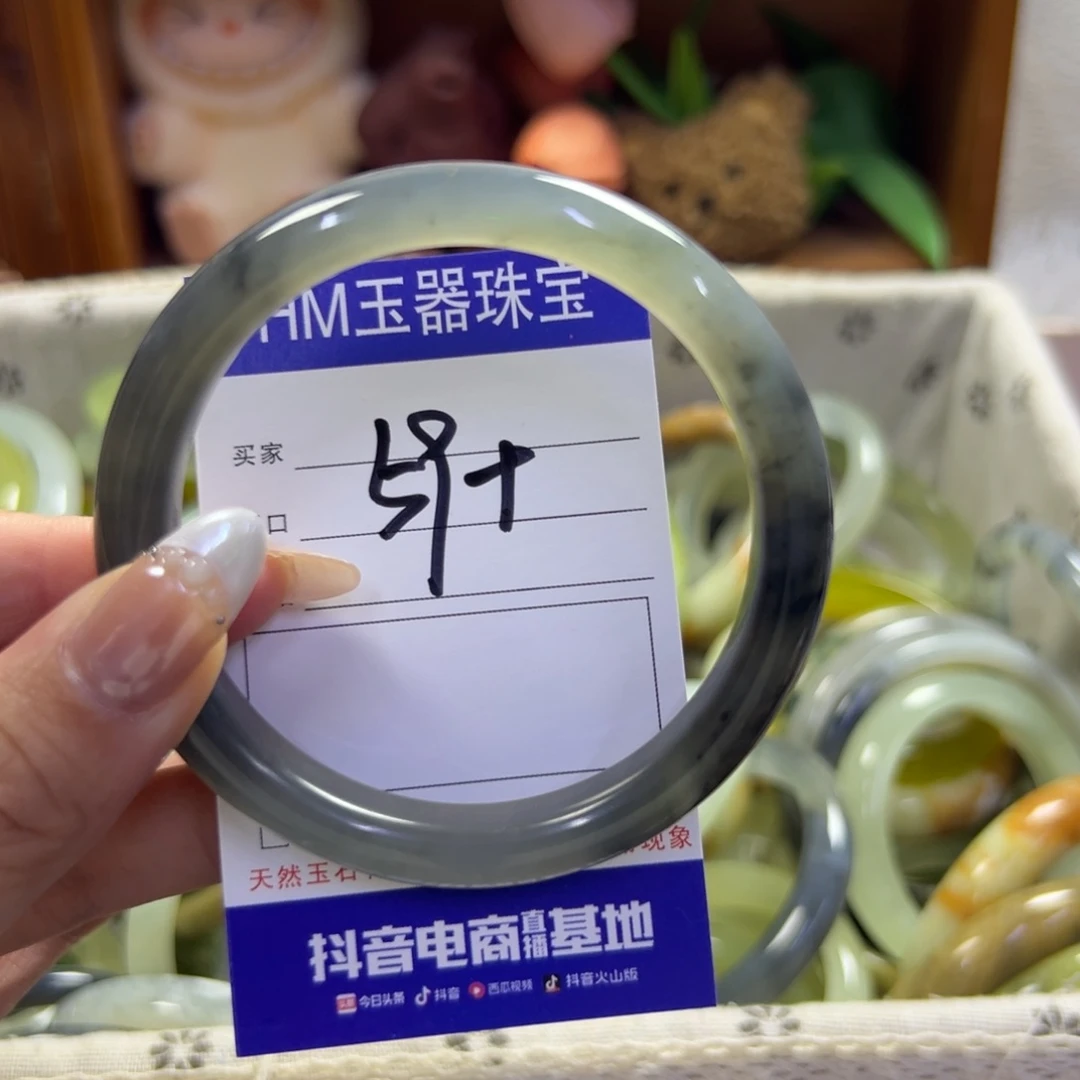 HM玉器珠宝
买家
口
59+
天然玉石
现象
抖音电商直播基地
今日头条 抖音 西瓜视频 抖音火山版